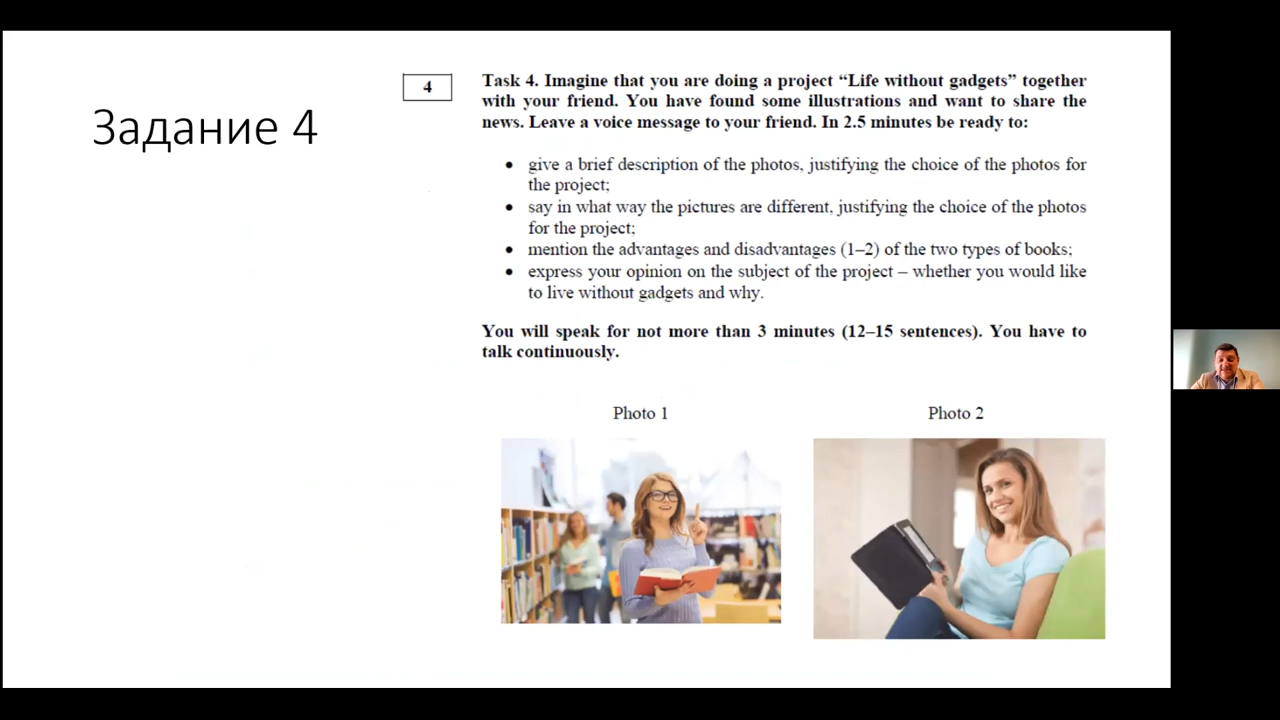 Задание 4
4
Task 4. Imagine that you are doing a project “Life without gadgets” together
with your friend. You have found some illustrations and want to share the
news. Leave a voice message to your friend. In 2.5 minutes be ready to:
• give a brief description of the photos, justifying the choice of the photos for
the project;
• say in what way the pictures are different, justifying the choice of the photos
for the project;
• mention the advantages and disadvantages (1–2) of the two types of books;
• express your opinion on the subject of the project – whether you would like
to live without gadgets and why.
You will speak for not more than 3 minutes (12–15 sentences). You have to
talk continuously.
Photo 1
Photo 2